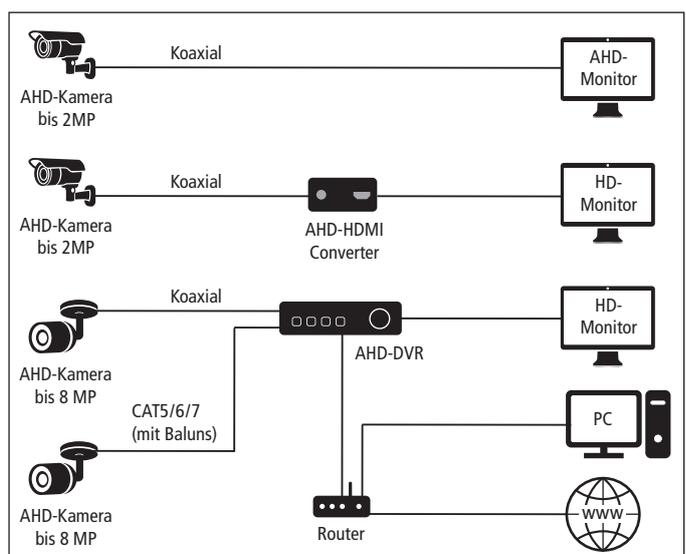 Koaxial
AHD-Kamera
bis 2MP
AHD-
Monitor
Koaxial
AHD-Kamera
bis 2MP
AHD-HDMI
Converter
HD-
Monitor
Koaxial
AHD-Kamera
bis 8 MP
AHD-DVR
HD-
Monitor
CAT5/6/7
(mit Baluns)
AHD-Kamera
bis 8 MP
PC
Router
WWW